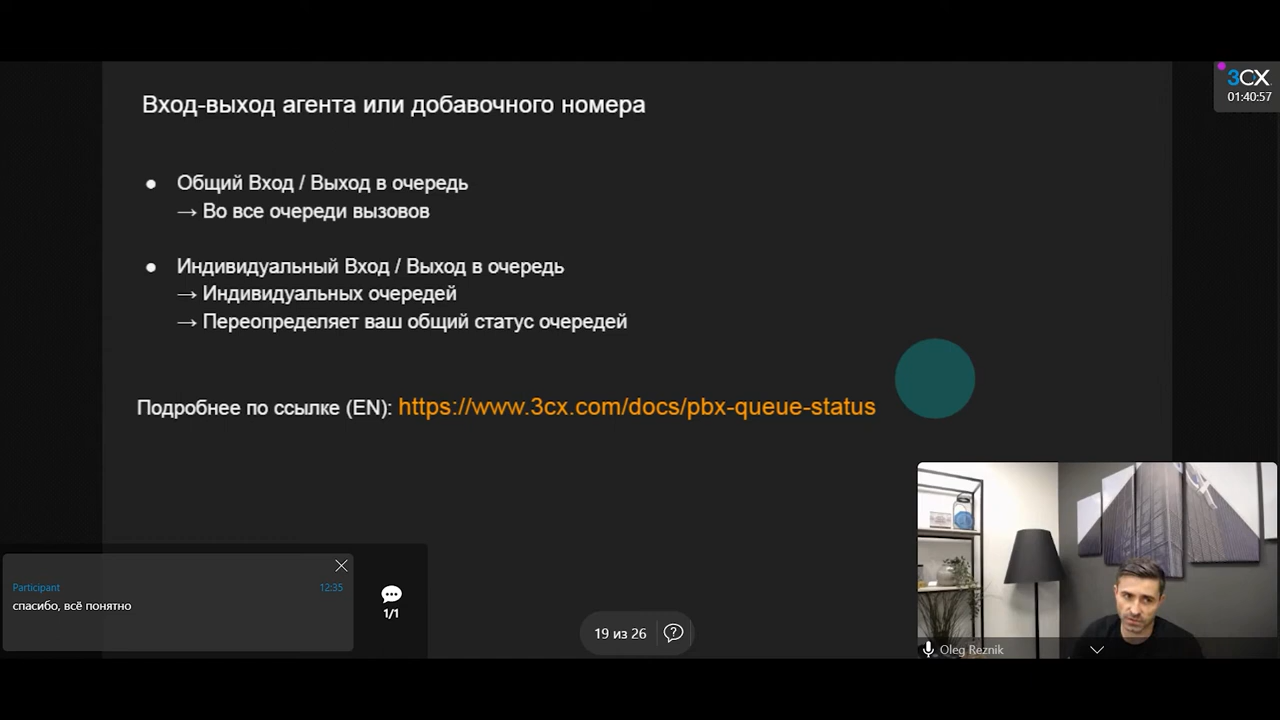 3CX
01:40:57
Вход-выход агента или добавочного номера
● Общий Вход / Выход в очередь
→ Во все очереди вызовов
● Индивидуальный Вход / Выход в очередь
→ Индивидуальных очередей
→ Переопределяет ваш общий статус очередей
Подробнее по ссылке (EN): https://www.3cx.com/docs/pbx-queue-status
Participant 12:35
спасибо, всё понятно
1/1
19 из 26
Oleg Reznik